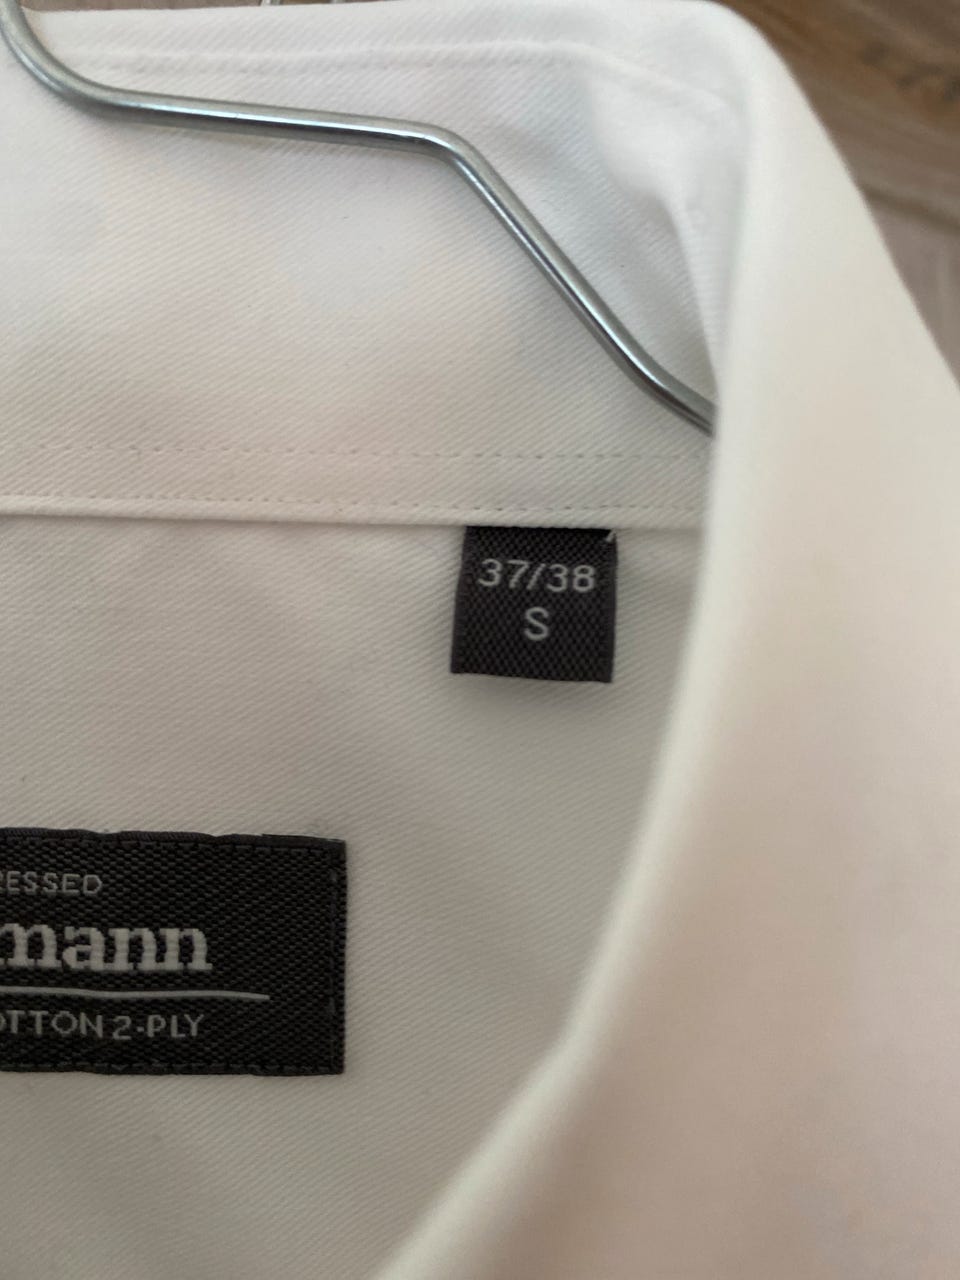 37/38
S
RESSED
mann
OTTON 2-PLY